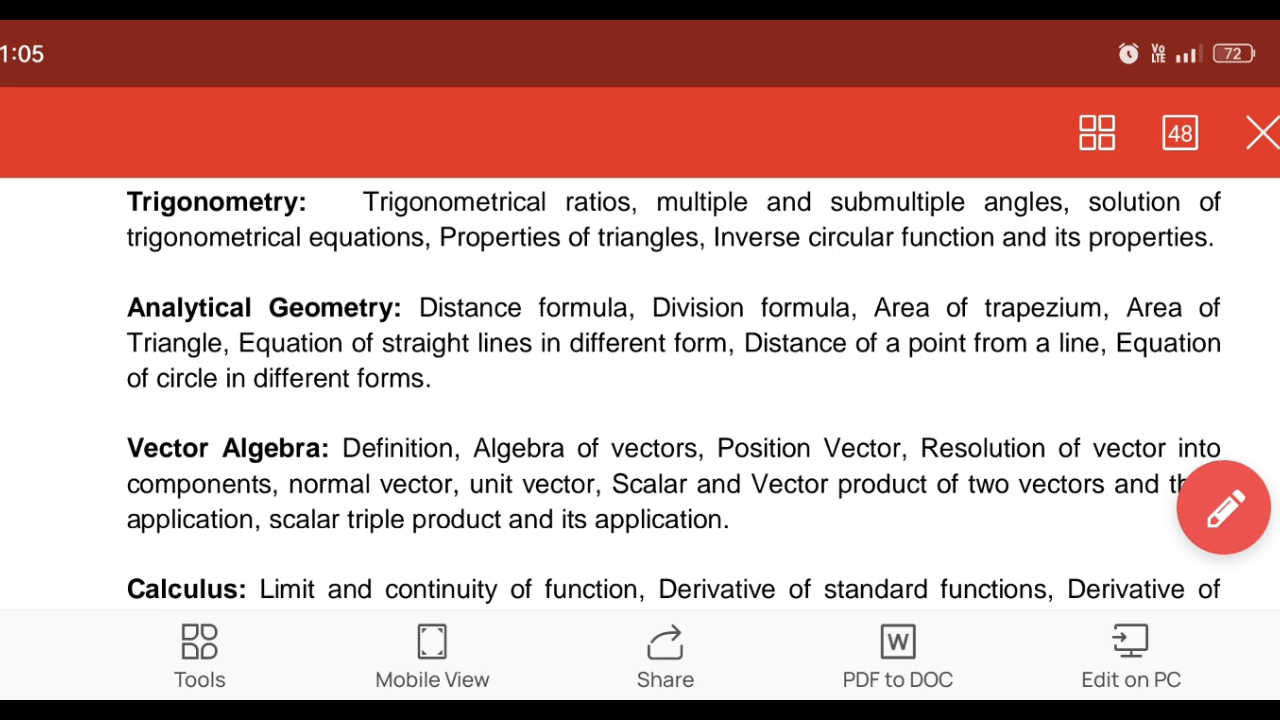 1:05
Vo LTE
72
48
Trigonometry: Trigonometrical ratios, multiple and submultiple angles, solution of
trigonometrical equations, Properties of triangles, Inverse circular function and its properties.
Analytical Geometry: Distance formula, Division formula, Area of trapezium, Area of
Triangle, Equation of straight lines in different form, Distance of a point from a line, Equation
of circle in different forms.
Vector Algebra: Definition, Algebra of vectors, Position Vector, Resolution of vector into
components, normal vector, unit vector, Scalar and Vector product of two vectors and
application, scalar triple product and its application.
Calculus: Limit and continuity of function, Derivative of standard functions, Derivative of
W
Tools
Mobile View
Share
PDF to DOC
Edit on PC